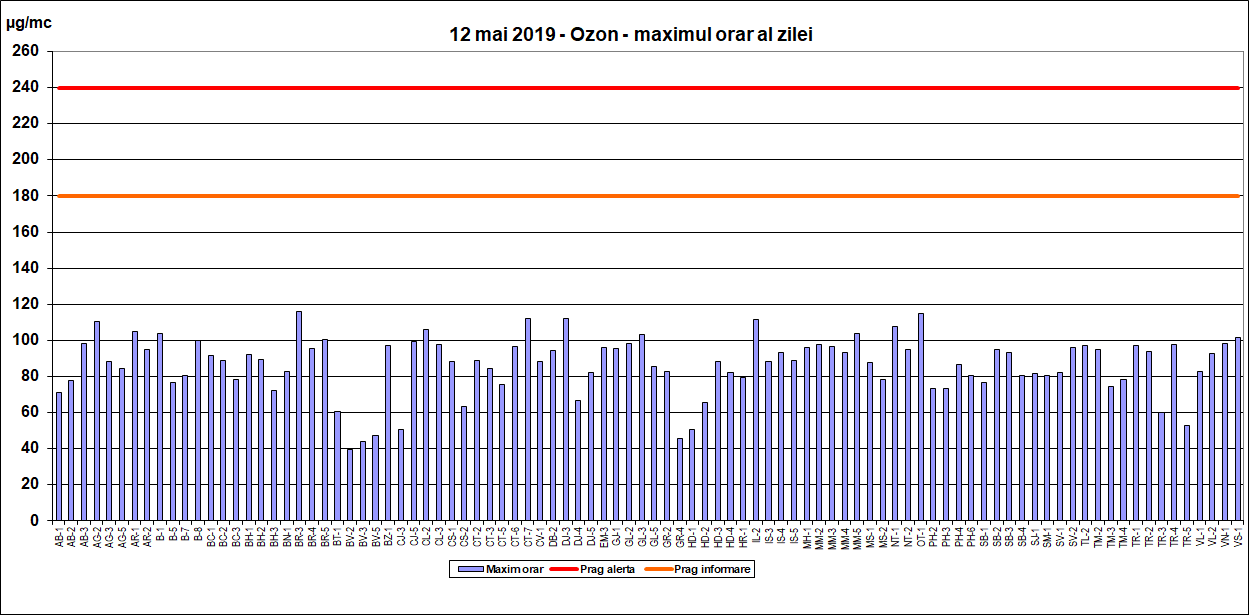 µg/mc
12 mai 2019 - Ozon - maximul orar al zilei
260
240
220
200
180
160
140
120
100
80
60
40
20
0
AB-1
AB-2
AB-3
AG-2
AG-3
AG-5
AR-1
AR-2
B-1
B-5
B-7
B-8
BC-1
BC-2
BC-3
BH-1
BH-2
BH-3
BN-1
BR-3
BR-4
BR-5
BT-1
BV-2
BV-3
BV-5
BZ-1
CJ-3
CJ-5
CL-2
CL-3
CS-1
CS-2
CT-2
CT-3
CT-5
CT-6
CT-7
CV-1
DB-2
DJ-3
DJ-4
DJ-5
EM-3
GJ-1
GL-2
GL-3
GL-5
GR-2
GR-4
HD-1
HD-2
HD-3
HD-4
HR-1
IL-2
IS-3
IS-4
IS-5
MH-1
MM-2
MM-3
MM-4
MM-5
MS-1
MS-2
NT-1
NT-2
OT-1
PH-2
PH-3
PH-4
PH-6
SB-1
SB-2
SB-3
SB-4
SJ-1
SM-1
SV-1
SV-2
TL-2
TM-2
TM-3
TM-4
TR-1
TR-2
TR-3
TR-4
TR-5
VL-1
VL-2
VN-1
VS-1
Maxim orar Prag alerta Prag informare